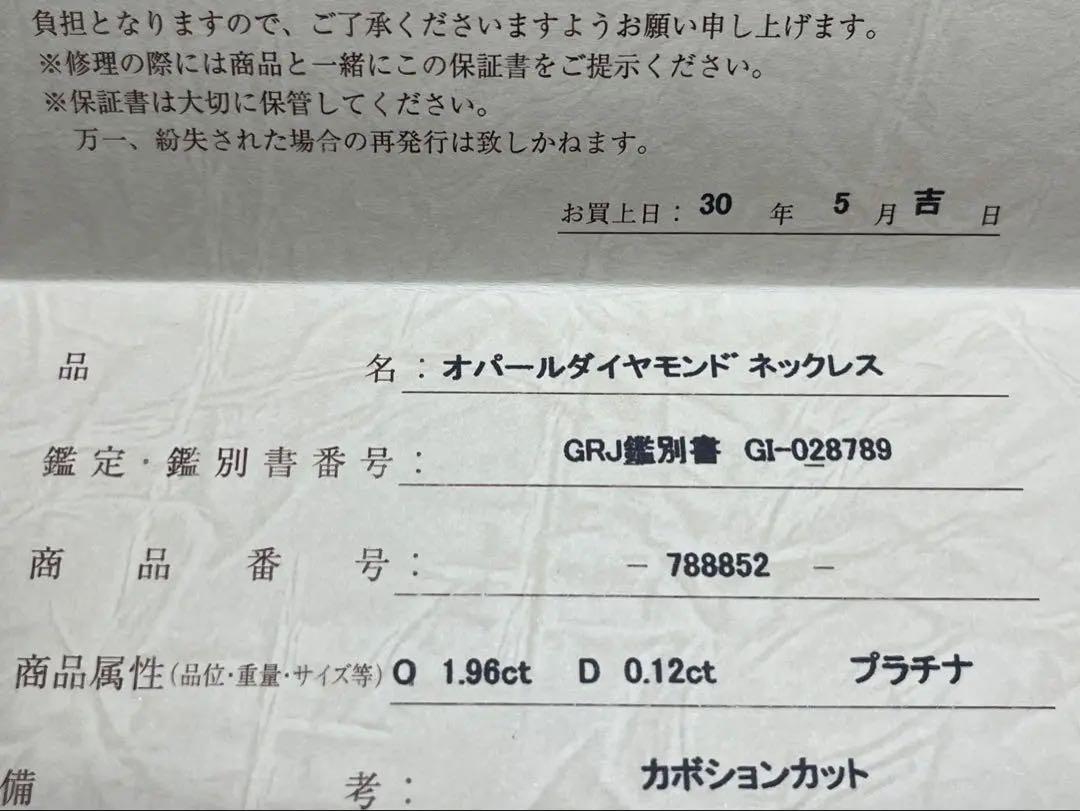 負担となりますので、ご了承くださいますようお願い申し上げます。
※修理の際には商品と一緒にこの保証書をご提示ください。
※保証書は大切に保管してください。
万一、紛失された場合の再発行は致しかねます。
お買上日：30 年 5 月 吉 日
品名：オパールダイヤモンド ネックレス
鑑定・鑑別書番号：GRJ鑑別書 GI-028789
商品番号：－ 788852 －
商品属性(品位・重量・サイズ等) O 1.96ct D 0.12ct プラチナ
備考：カボションカット